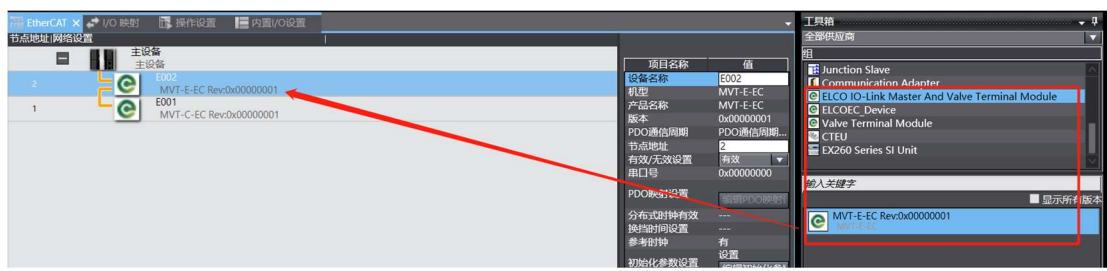 EtherCAT × I/O 映射 操作设置 内置I/O设置
节点地址|网络设置
主设备
主设备
2 E002
MVT-E-EC Rev:0x00000001
1 E001
MVT-C-EC Rev:0x00000001
项目名称 值
设备名称 E002
机型 MVT-E-EC
产品名称 MVT-E-EC
版本 0x00000001
PDO通信周期 PDO通信周期...
节点地址 2
有效/无效设置 有效
串口号 0x00000000
PDO映射设置 编辑PDO映射
分布式时钟有效 ---
换挡时间设置 ---
参考时钟 有
设置
初始化参数设置
工具箱
全部供应商
组
Junction Slave
Communication Adapter
ELCO IO-Link Master And Valve Terminal Module
ELCOEC_Device
Valve Terminal Module
CTEU
EX260 Series SI Unit
输入关键字
显示所有版本
MVT-E-EC Rev:0x00000001
MVT-E-EC